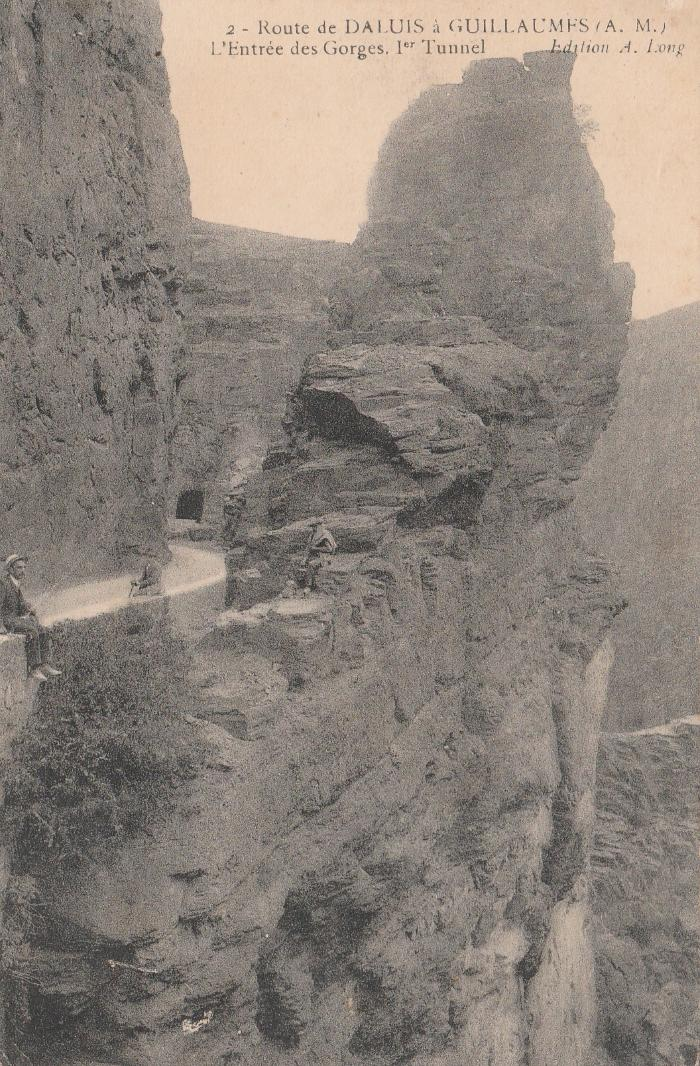 2 - Route de DALUIS à GUILLAUMES (A. M.)
L'Entrée des Gorges. 1er Tunnel Edition A. Long